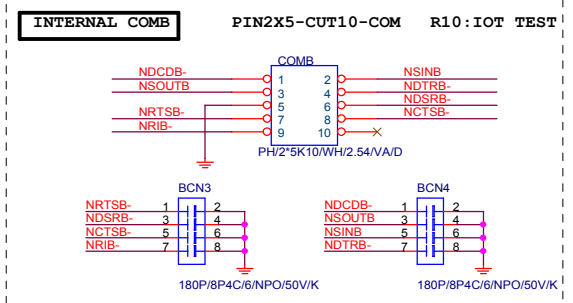 INTERNAL COMB PIN2X5-CUT10-COM R10:IOT TEST
COMB
NDCDB- 1 2 NSINB
NSOUTB 3 4 NDTRB-
5 6 NDSRB-
NRTSB- 7 8 NCTSB-
NRIB- 9 10
PH/2*5K10/WH/2.54/VA/D
BCN3 BCN4
NRTSB- 1 2 NDCDB- 1 2
NDSRB- 3 4 NSOUTB 3 4
NCTSB- 5 6 NSINB 5 6
NRIB- 7 8 NDTRB- 7 8
180P/8P4C/6/NPO/50V/K 180P/8P4C/6/NPO/50V/K